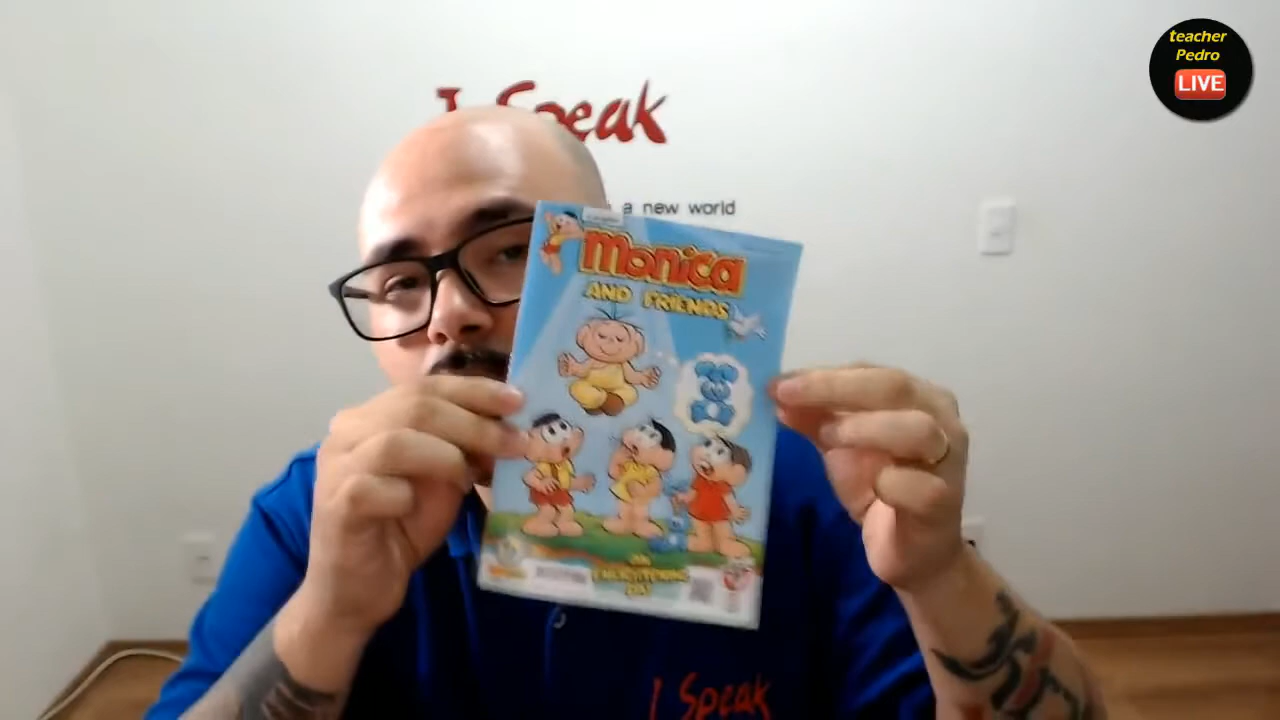 teacher
Pedro
LIVE
I Speak
a new world
Monica
AND FRIENDS
I Speak